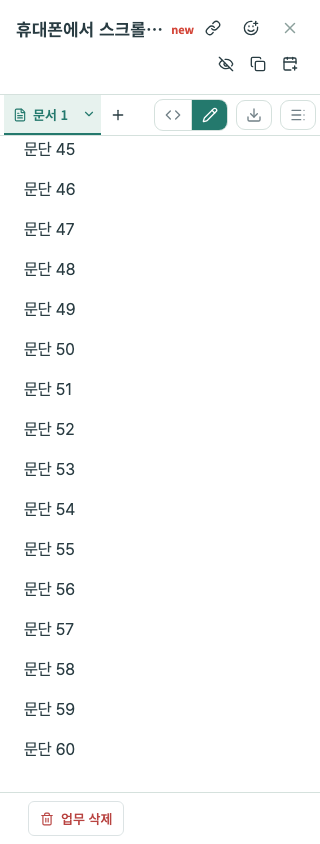 휴대폰에서 스크롤… new
문서 1
문단 45
문단 46
문단 47
문단 48
문단 49
문단 50
문단 51
문단 52
문단 53
문단 54
문단 55
문단 56
문단 57
문단 58
문단 59
문단 60
업무 삭제